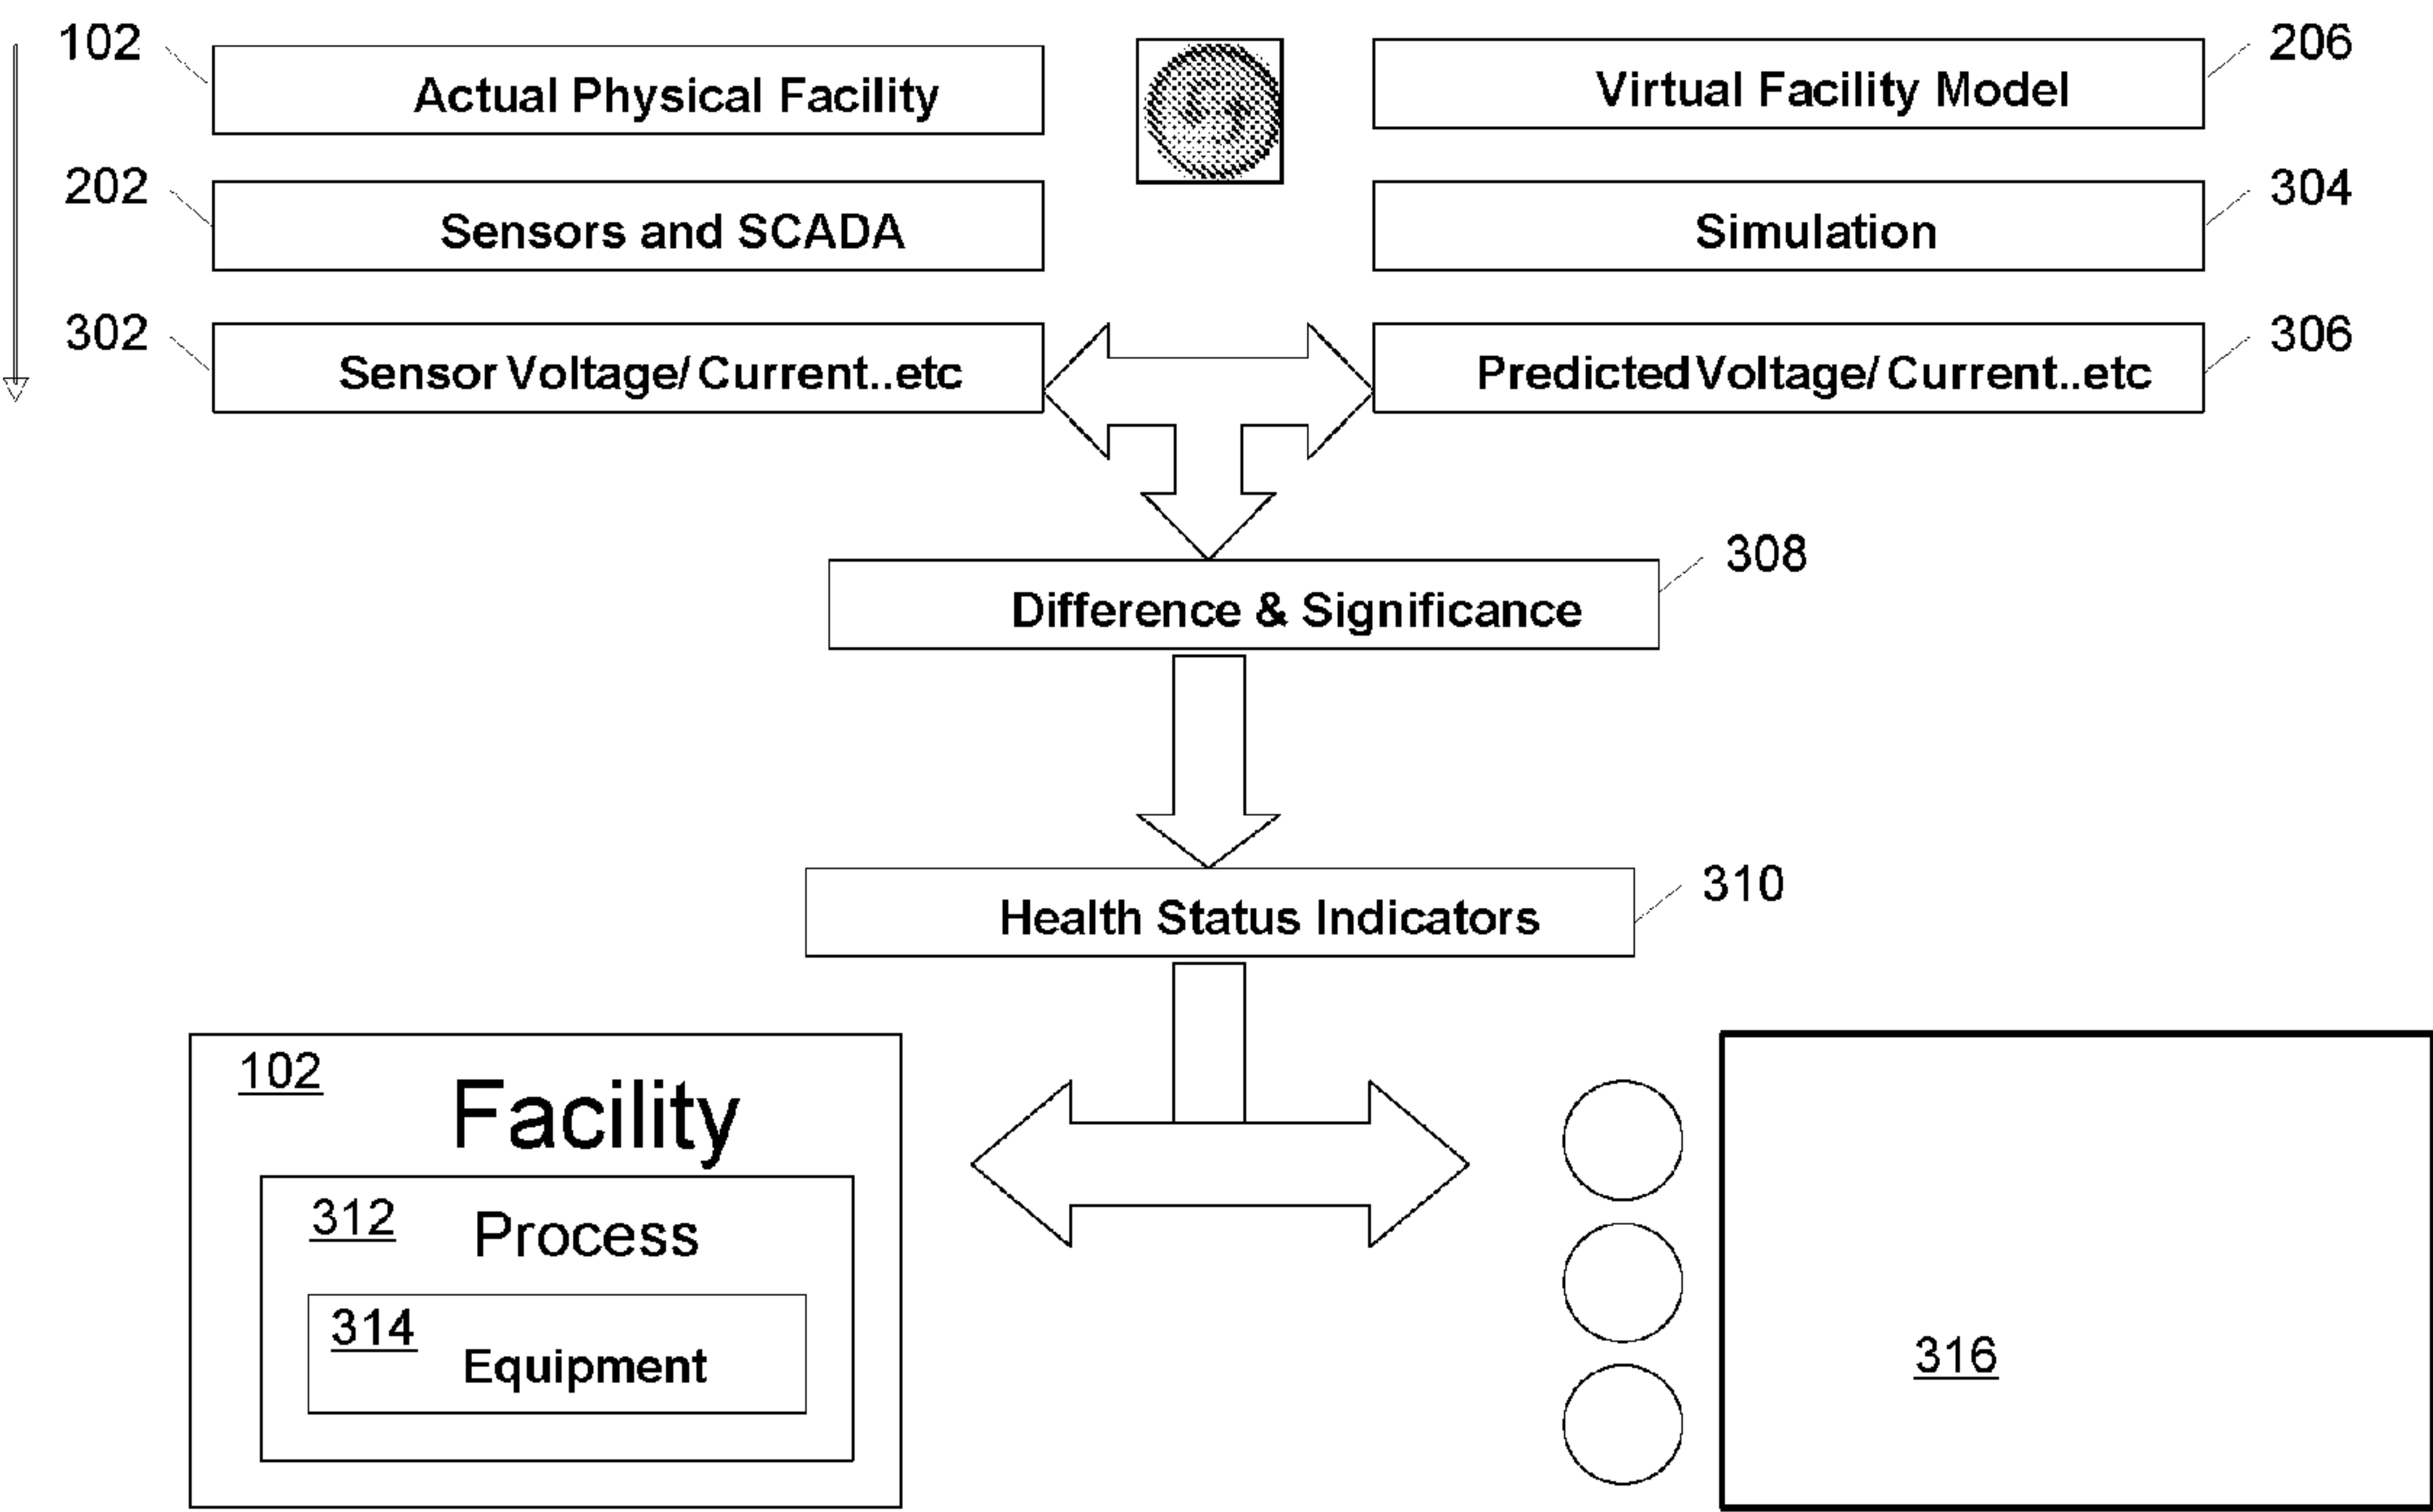 102
Actual Physical Facility
Virtual Facility Model
206
202
Sensors and SCADA
Simulation
304
302
Sensor Voltage/ Current..etc
Predicted Voltage/ Current..etc
306
308
Difference & Significance
310
Health Status Indicators
102
Facility
312
Process
314
Equipment
316